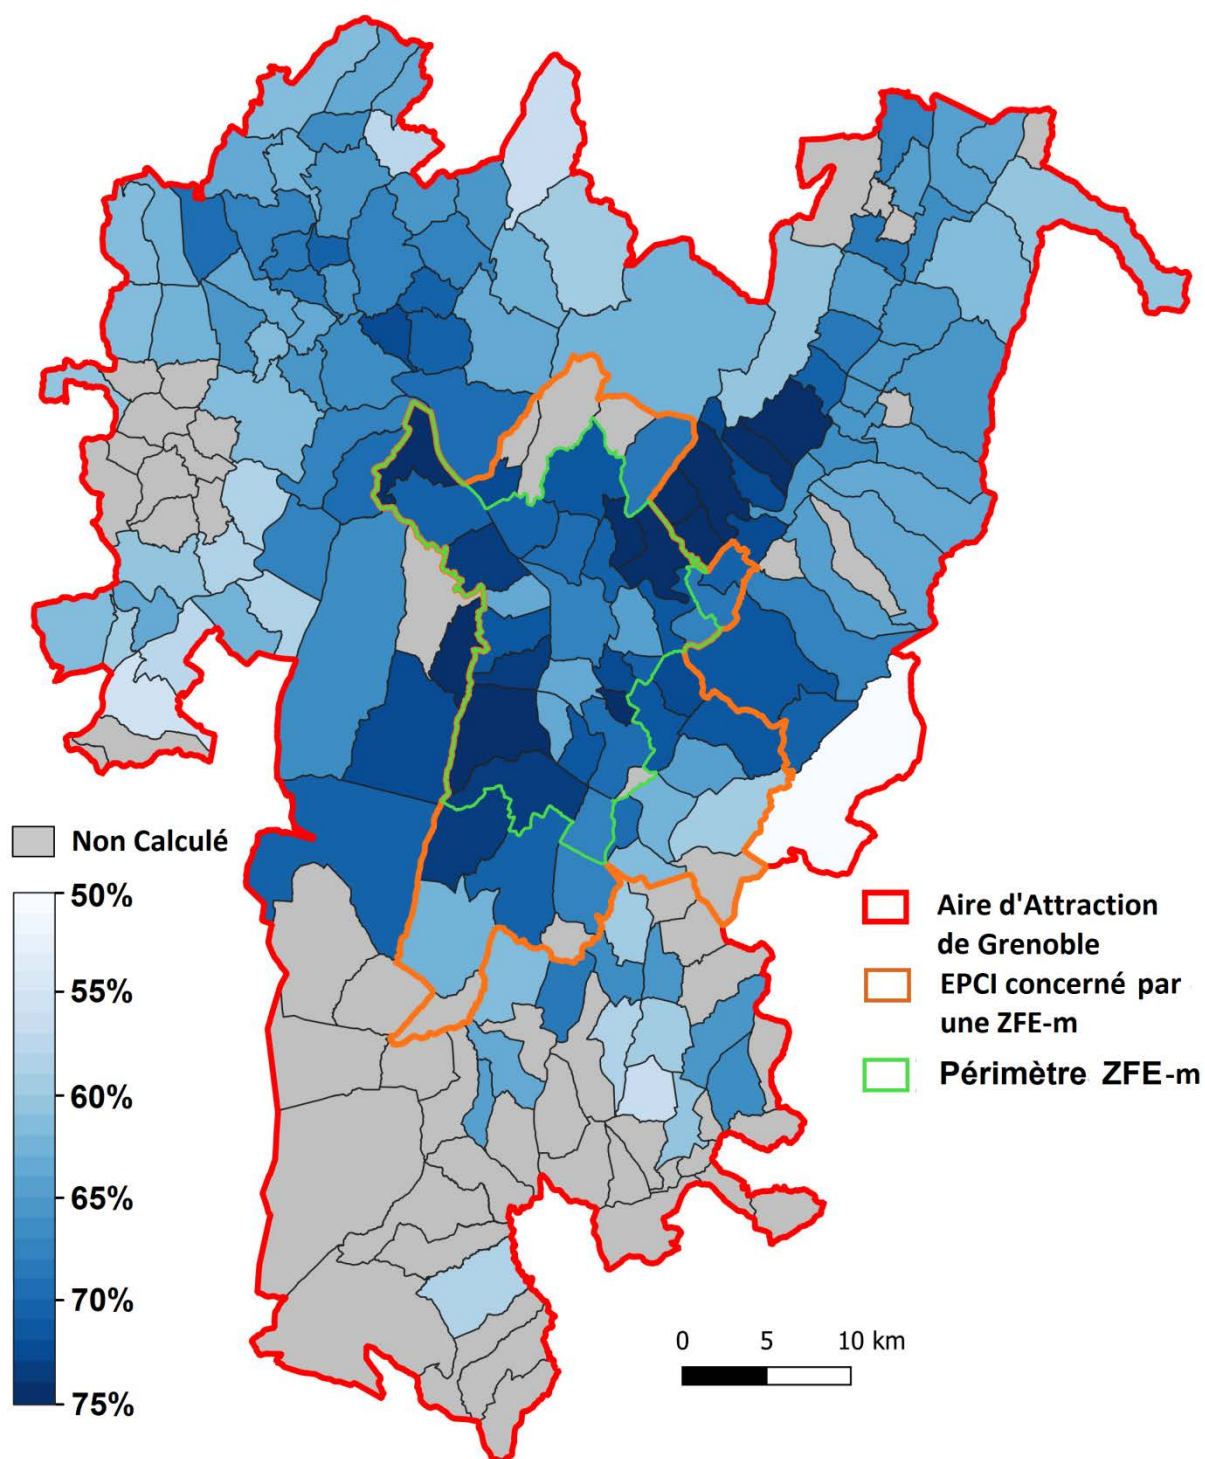 Non Calculé
50%
55%
60%
65%
70%
75%
Aire d'Attraction
de Grenoble
EPCI concerné par
une ZFE-m
Périmètre ZFE-m
0 5 10 km